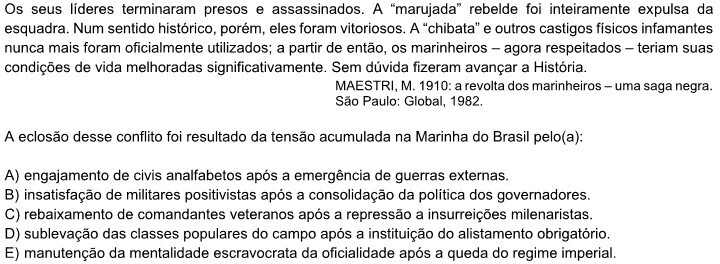 Os seus líderes terminaram presos e assassinados. A “marujada” rebelde foi inteiramente expulsa da
esquadra. Num sentido histórico, porém, eles foram vitoriosos. A “chibata” e outros castigos físicos infamantes
nunca mais foram oficialmente utilizados; a partir de então, os marinheiros – agora respeitados – teriam suas
condições de vida melhoradas significativamente. Sem dúvida fizeram avançar a História.
MAESTRI, M. 1910: a revolta dos marinheiros – uma saga negra.
São Paulo: Global, 1982.
A eclosão desse conflito foi resultado da tensão acumulada na Marinha do Brasil pelo(a):
A) engajamento de civis analfabetos após a emergência de guerras externas.
B) insatisfação de militares positivistas após a consolidação da política dos governadores.
C) rebaixamento de comandantes veteranos após a repressão a insurreições milenaristas.
D) sublevação das classes populares do campo após a instituição do alistamento obrigatório.
E) manutenção da mentalidade escravocrata da oficialidade após a queda do regime imperial.